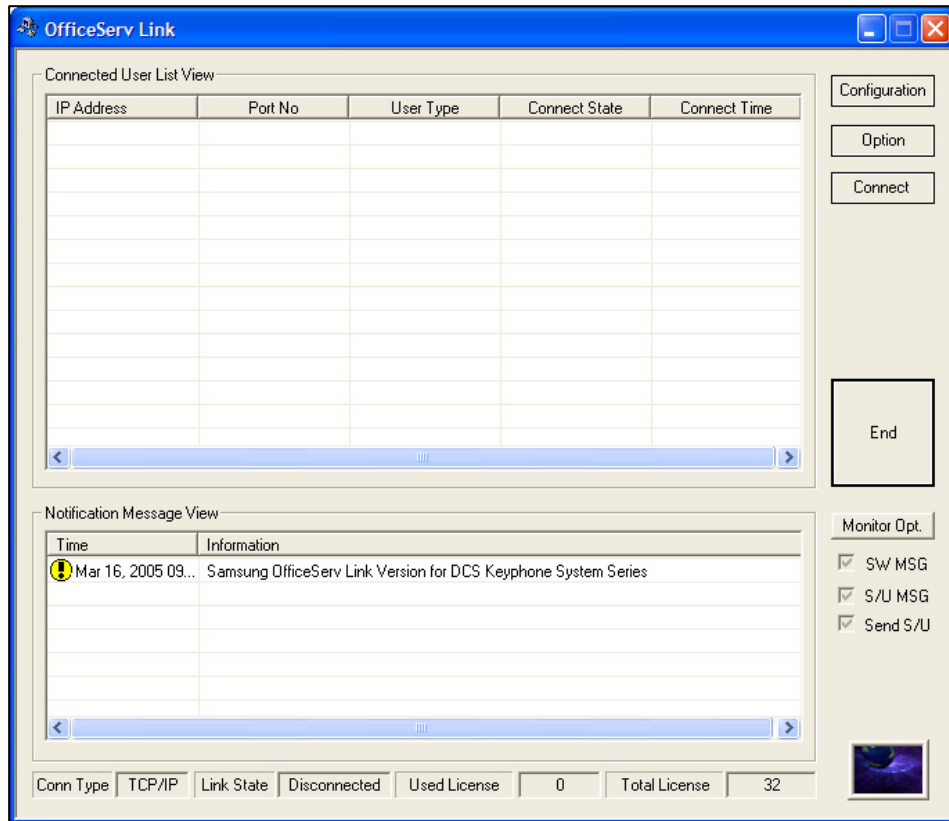 OfficeServ Link
Connected User List View
IP Address Port No User Type Connect State Connect Time
Configuration
Option
Connect
End
Notification Message View
Time Information
Mar 16, 2005 09... Samsung OfficeServ Link Version for DCS Keyphone System Series
Monitor Opt.
SW MSG
S/U MSG
Send S/U
Conn Type TCP/IP Link State Disconnected Used License 0 Total License 32